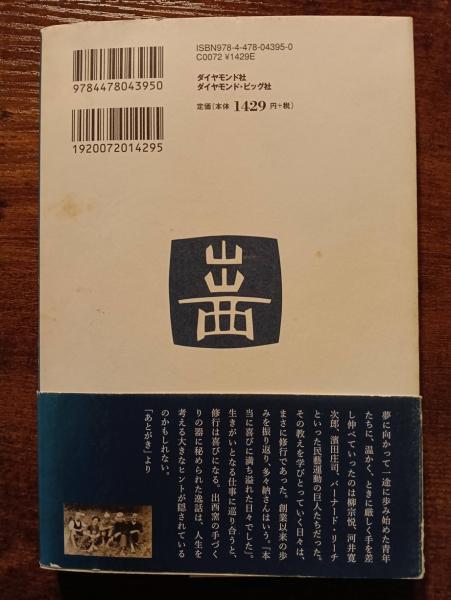 ISBN978-4-478-04395-0
C0072 ¥1429E
9784478043950
ダイヤモンド社
ダイヤモンド・ビッグ社
定価(本体1429円+税)
1920072014295
出西
夢に向かって一途に歩み始めた青年
たちに、温かく、ときに厳しく手を差
し伸べていったのは柳宗悦、河井寛
次郎、濱田庄司、バーナード・リーチ
といった民藝運動の巨人たちだった。
その教えを学びとっていく日々は、
まさに修行であった。創業以来の歩
みを振り返り、多々納さんはいう。『本
当に喜びに満ち溢れた日々でした』。
生きがいとなる仕事に巡り合うと、
修行は喜びになる。出西窯の手づく
りの器に秘められた逸話は、人生を
考える大きなヒントが隠されている
のかもしれない。
「あとがき」より